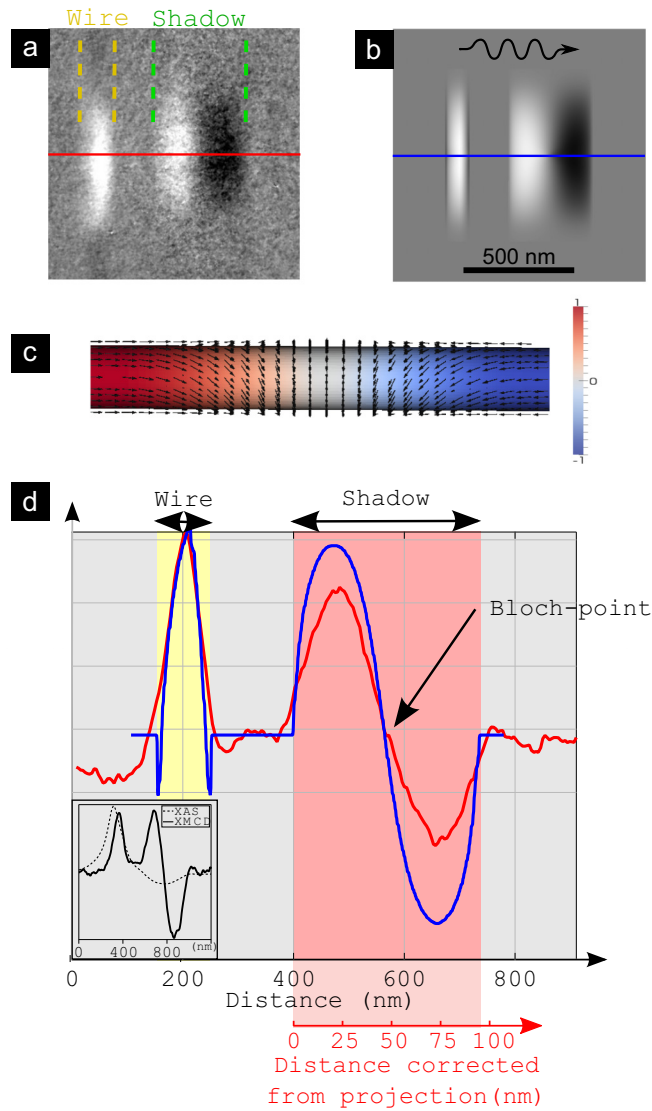 Wire Shadow
a
b
500 nm
c
1
0
-1
d
Wire Shadow
Bloch-point
XAS
XMCD
0 400 800 (nm)
0 200 400 600 800
Distance (nm)
0 25 50 75 100
Distance corrected
from projection(nm)